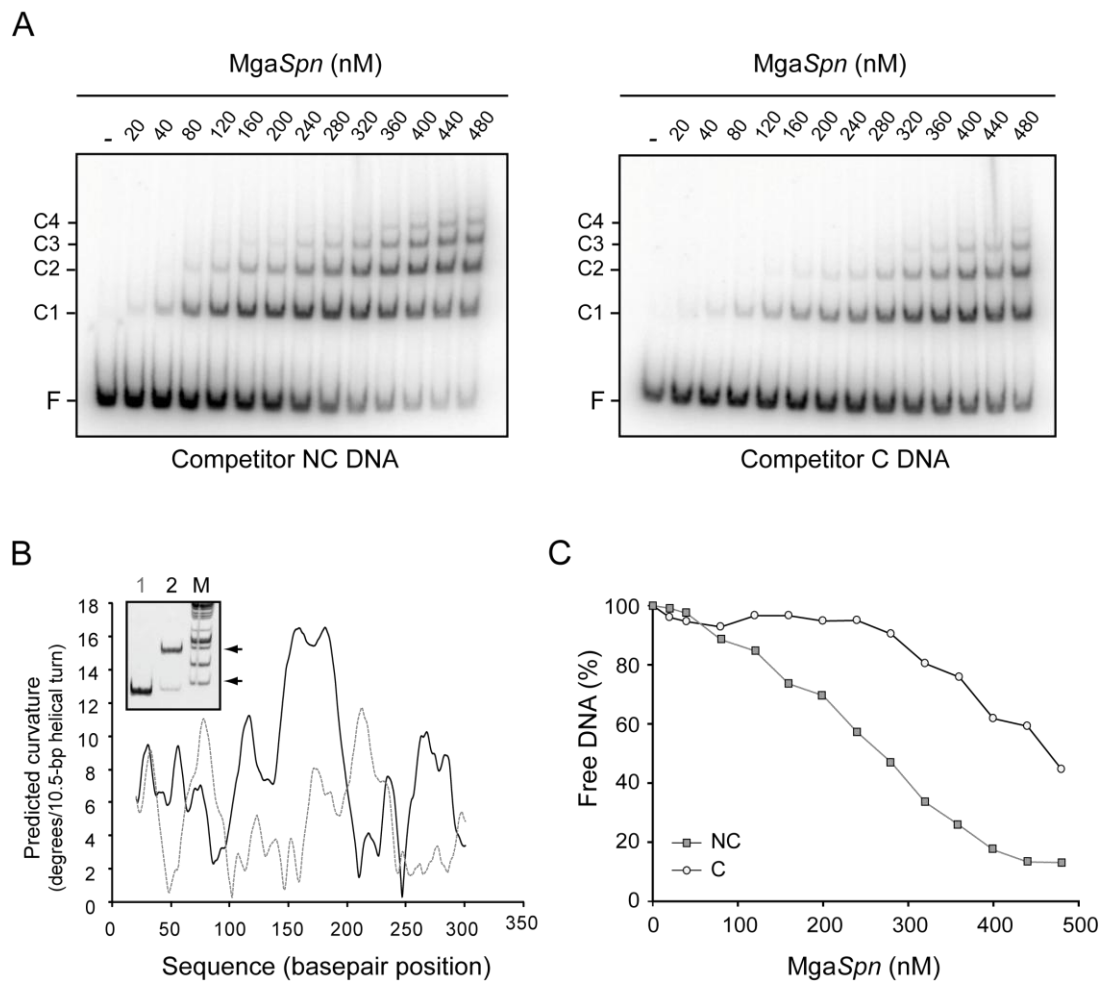 A
MgaSpn (nM)
- 20 40 80 120 160 200 240 280 320 360 400 440 480
C4
C3
C2
C1
F
Competitor NC DNA
MgaSpn (nM)
- 20 40 80 120 160 200 240 280 320 360 400 440 480
C4
C3
C2
C1
F
Competitor C DNA
B
1 2 M
Predicted curvature
(degrees/10.5-bp helical turn)
18
16
14
12
10
8
6
4
2
0
0 50 100 150 200 250 300 350
Sequence (basepair position)
C
Free DNA (%)
100
80
60
40
20
0
NC
C
0 100 200 300 400 500
MgaSpn (nM)